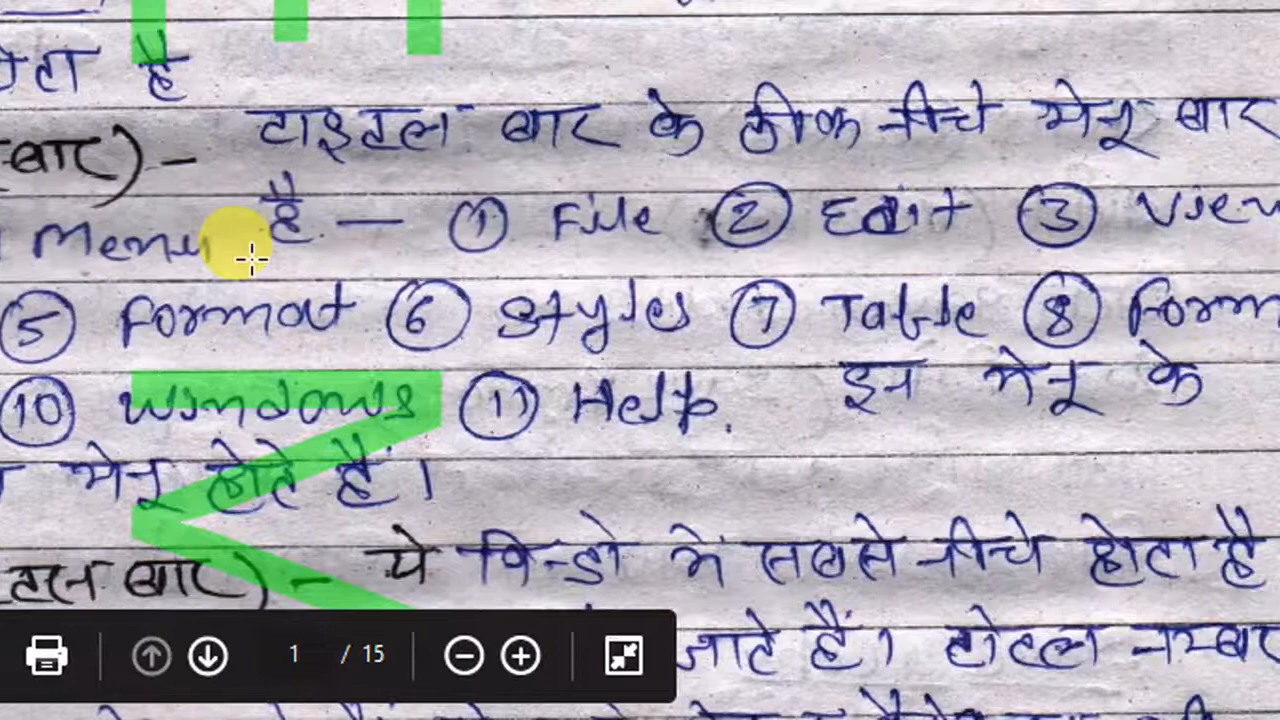 है
टाइटल बार के ठीक नीचे मेनू बार
बार) -
Menu है - ① File ② Edit ③ View
⑤ Format ⑥ Styles ⑦ Table ⑧ Form
⑩ Windows ⑪ Help. इन मेनू के
मेनू होते हैं।
बार) - ये विन्डो में सबसे नीचे होता है
जाते हैं। टोटल नम्बर
1 / 15